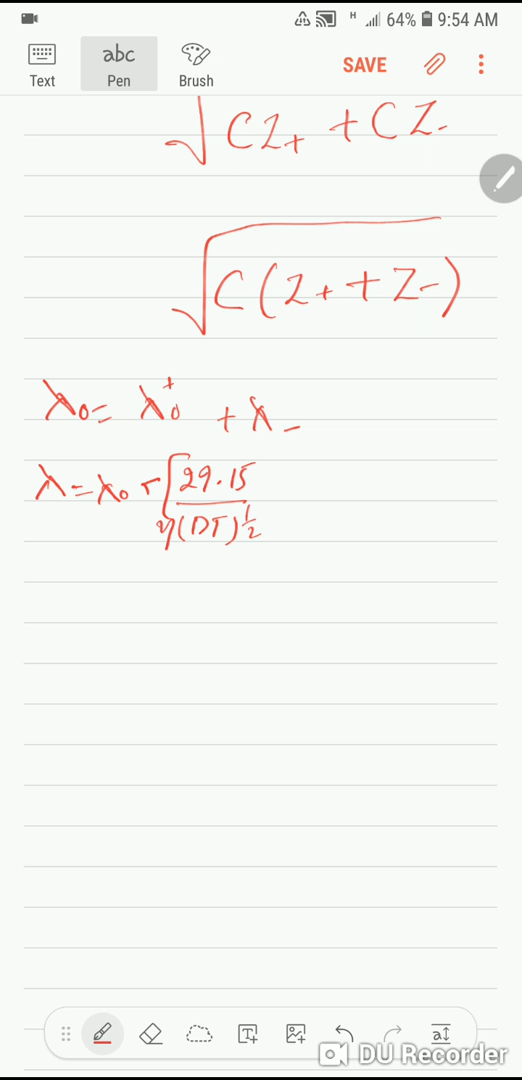 H 64% 9:54 AM
abc SAVE
Text Pen Brush
√CZ+ + CZ-
√C(Z+ + Z-)
λ0 = λ0+ + λ-
λ = λ0 - [29.15
η(DT)½
DU Recorder